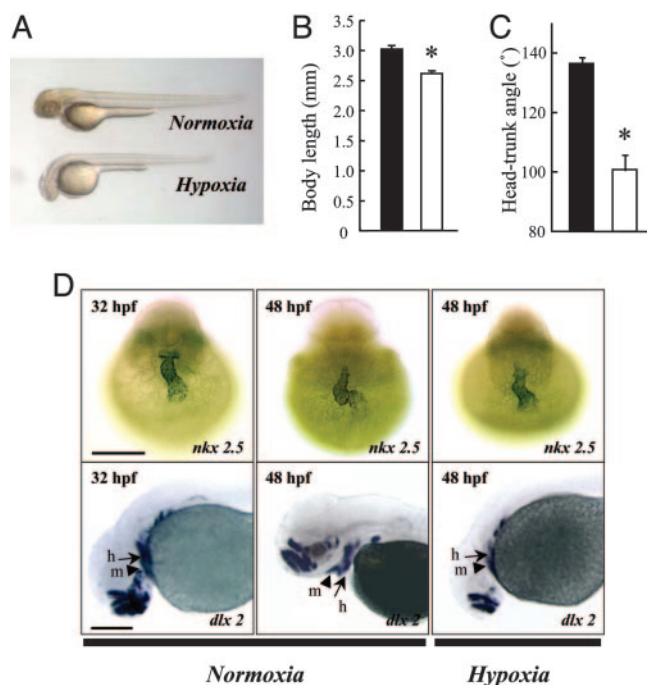 A
Normoxia
Hypoxia
B
Body length (mm)
3.5
3.0
2.5
2.0
1.5
1.0
0.5
0
*
C
Head-trunk angle (°)
140
120
100
80
*
D
32 hpf
nkx 2.5
48 hpf
nkx 2.5
48 hpf
nkx 2.5
32 hpf
h
m
dlx 2
48 hpf
m
h
dlx 2
48 hpf
h
m
dlx 2
Normoxia
Hypoxia